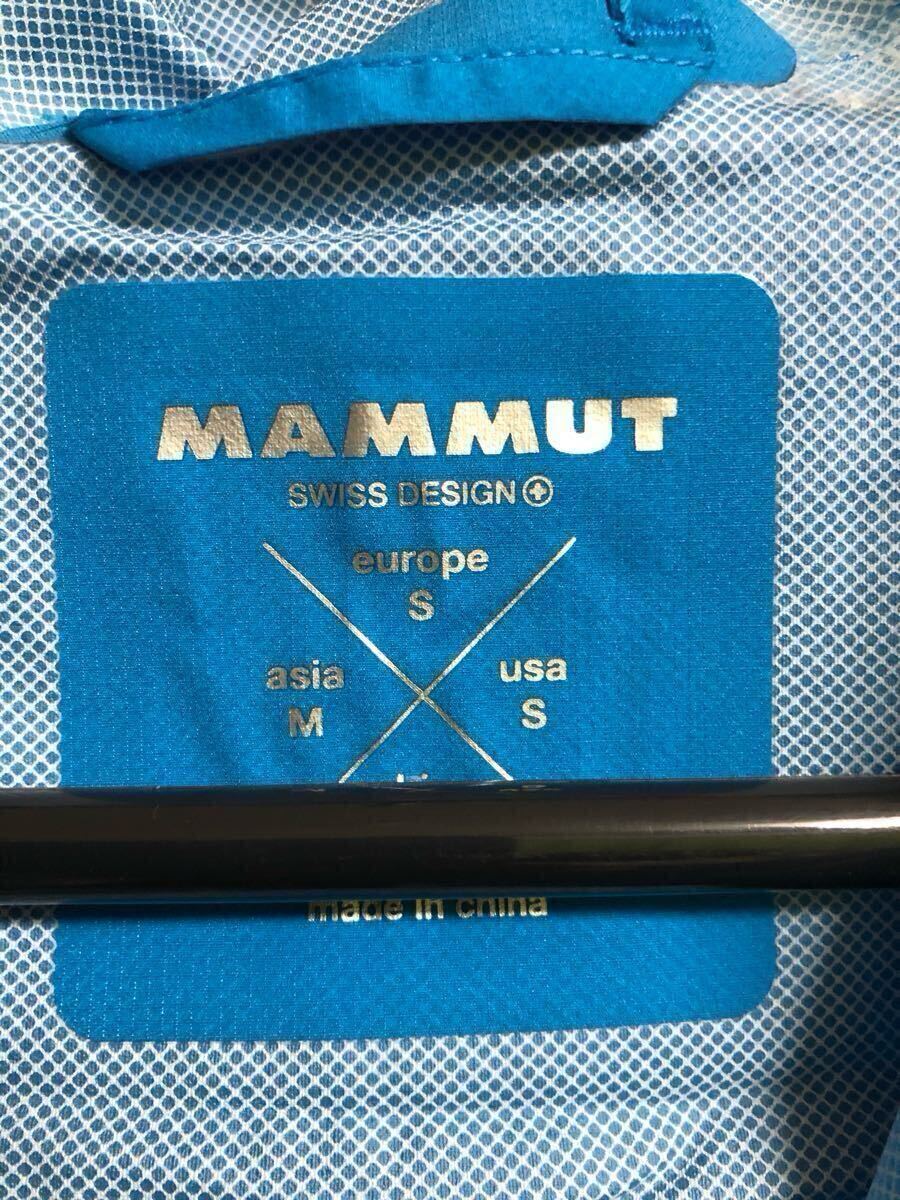 MAMMUT
SWISS DESIGN
europe
S
asia usa
M S
made in china